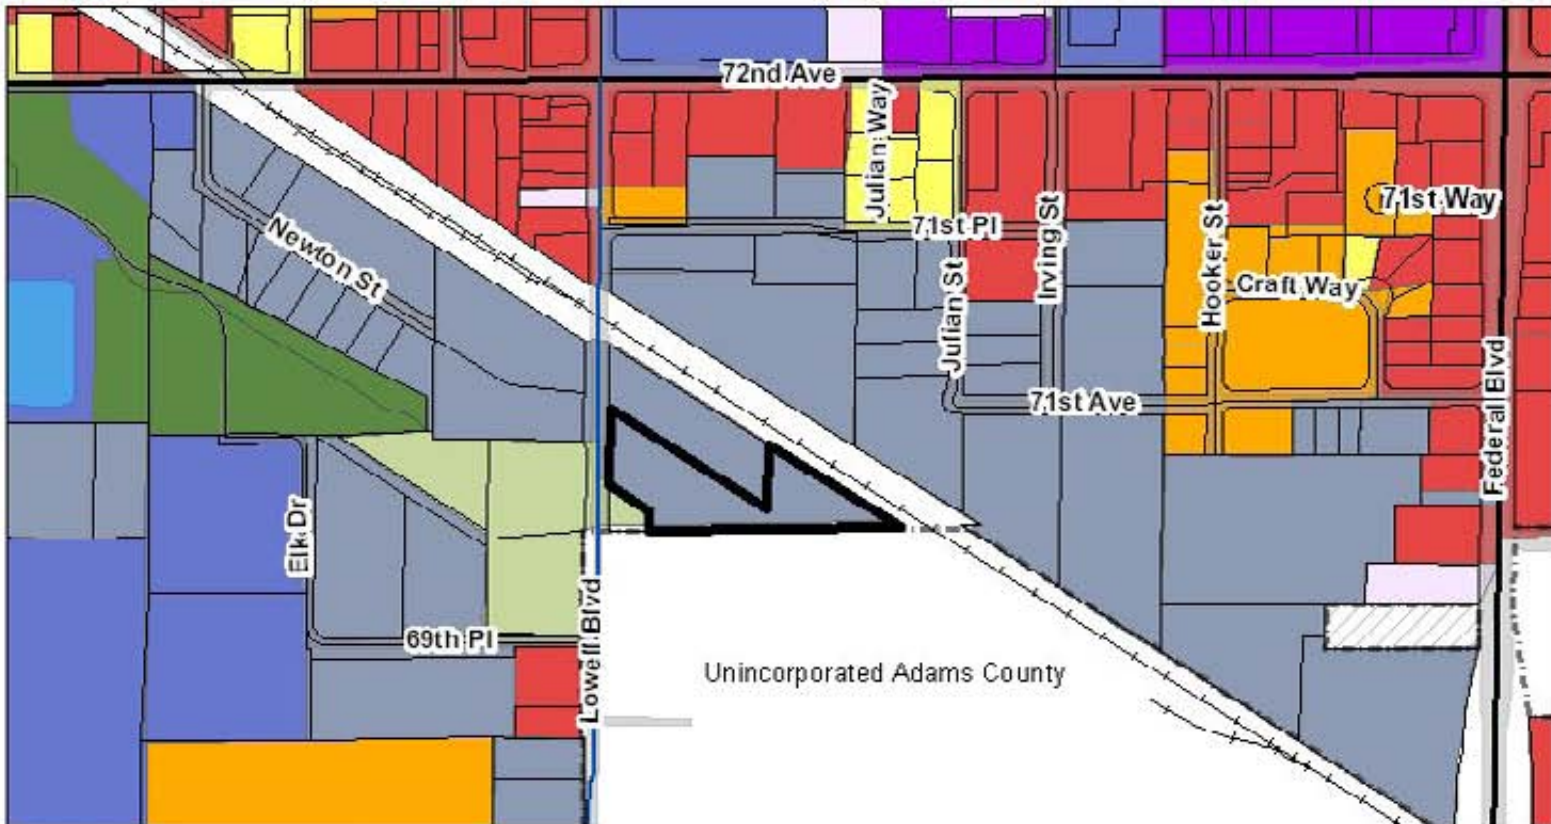 72nd Ave
Julian Way
71st Way
71st Pl
Newton St
Irving St
Hooker St
Craft Way
Julian St
71st Ave
Federal Blvd
Elk Dr
69th Pl
Lowell Blvd
Unincorporated Adams County